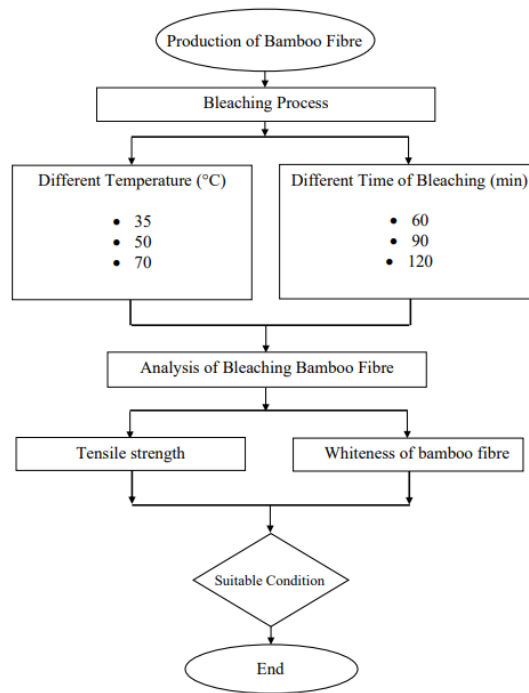 Production of Bamboo Fibre
Bleaching Process
Different Temperature (°C)
• 35
• 50
• 70
Different Time of Bleaching (min)
• 60
• 90
• 120
Analysis of Bleaching Bamboo Fibre
Tensile strength
Whiteness of bamboo fibre
Suitable Condition
End